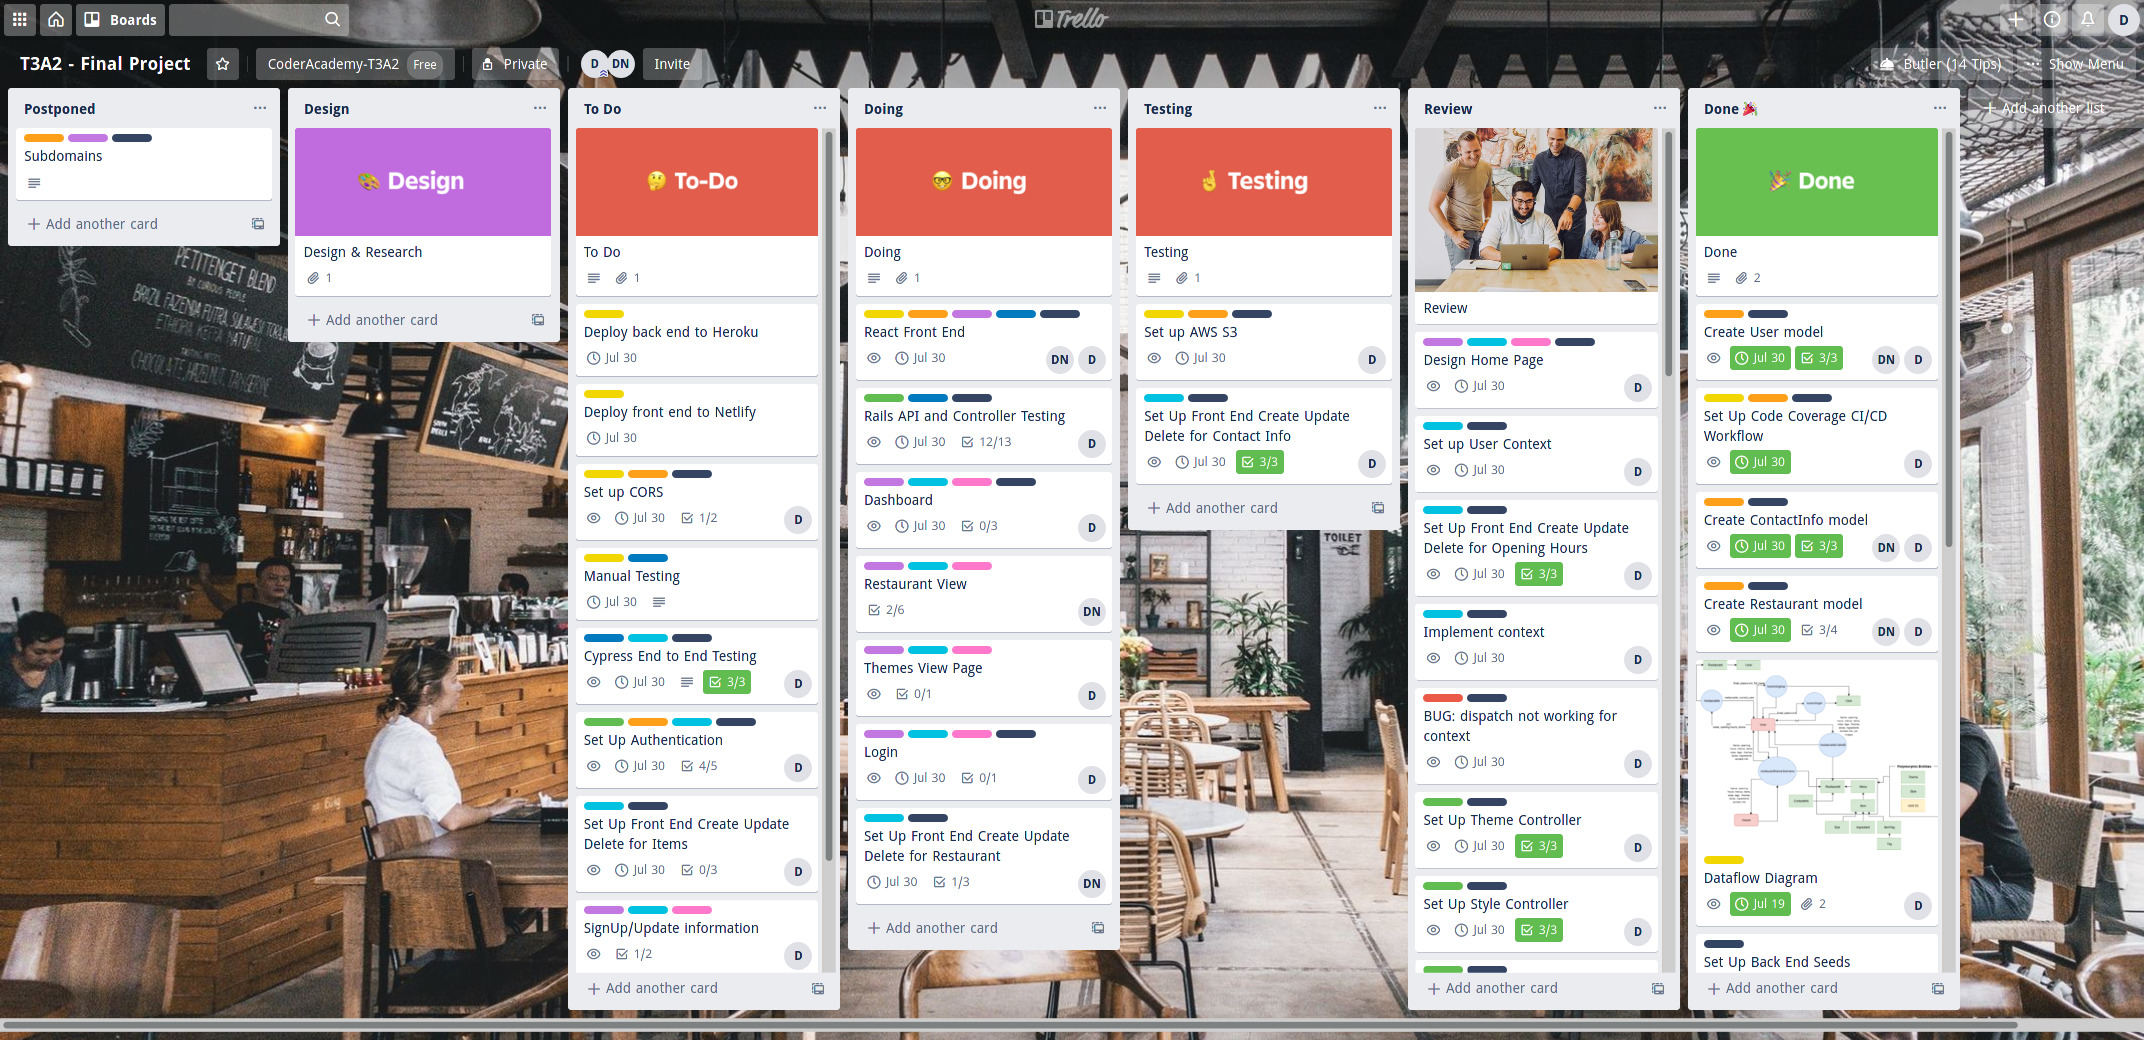 Boards
Trello
D
T3A2 - Final Project
CoderAcademy-T3A2 Free
Private
D DN
Invite
Butler (14 Tips)
Show Menu
Postponed
Subdomains
Add another card
Design
Design
Design & Research
1
Add another card
To Do
To-Do
To Do
1
Deploy back end to Heroku
Jul 30
Deploy front end to Netlify
Jul 30
Set up CORS
Jul 30 1/2 D
Manual Testing
Jul 30
Cypress End to End Testing
Jul 30 3/3 D
Set Up Authentication
Jul 30 4/5 D
Set Up Front End Create Update
Delete for Items
Jul 30 0/3 D
SignUp/Update information
1/2 D
Add another card
Doing
Doing
Doing
1
React Front End
Jul 30 DN D
Rails API and Controller Testing
Jul 30 12/13 D
Dashboard
Jul 30 0/3 D
Restaurant View
2/6 DN
Themes View Page
0/1 D
Login
Jul 30 0/1 D
Set Up Front End Create Update
Delete for Restaurant
Jul 30 1/3 DN
Add another card
Testing
Testing
Testing
1
Set up AWS S3
Jul 30 D
Set Up Front End Create Update
Delete for Contact Info
Jul 30 3/3 D
Add another card
Review
Review
Design Home Page
Jul 30 D
Set up User Context
Jul 30 D
Set Up Front End Create Update
Delete for Opening Hours
Jul 30 3/3 D
Implement context
Jul 30 D
BUG: dispatch not working for
context
Jul 30 D
Set Up Theme Controller
Jul 30 3/3 D
Set Up Style Controller
Jul 30 3/3 D
Add another card
Done 🎉
Done
Done
2
Create User model
Jul 30 3/3 DN D
Set Up Code Coverage CI/CD
Workflow
Jul 30 D
Create ContactInfo model
Jul 30 3/3 DN D
Create Restaurant model
Jul 30 3/4 DN D
Dataflow Diagram
Jul 19 2 D
Set Up Back End Seeds
Add another card
Add another list
PETITENGET BLEND
BY CURIOUS PEOPLE
TOILET